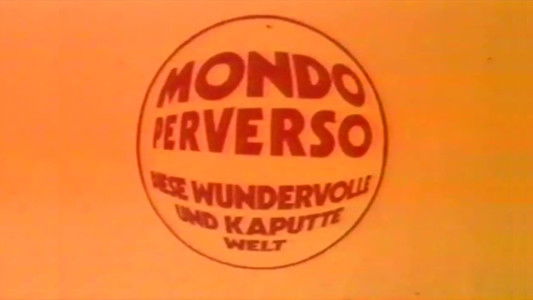 MONDO
PERVERSO
DIESE WUNDERVOLLE
UND KAPUTTE
WELT